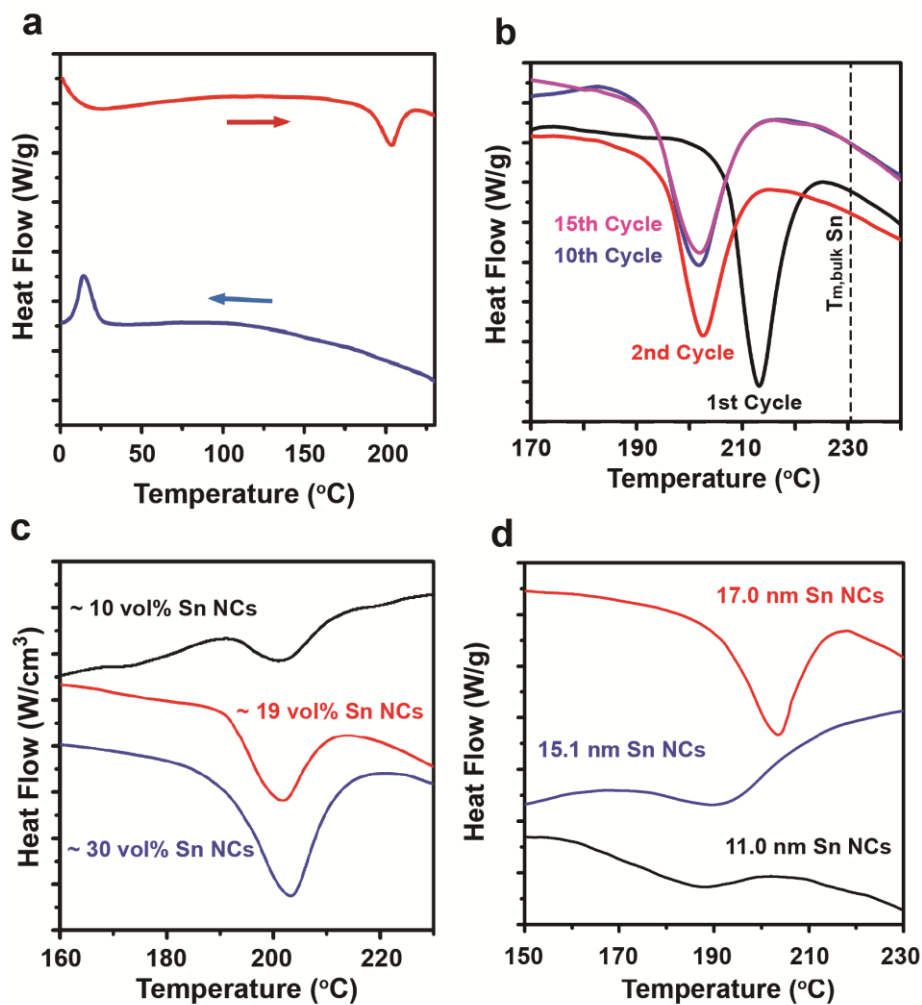 a
Heat Flow (W/g)
0 50 100 150 200
Temperature (°C)
b
Heat Flow (W/g)
15th Cycle
10th Cycle
2nd Cycle
1st Cycle
Tm,bulk Sn
170 190 210 230
Temperature (°C)
c
Heat Flow (W/cm³)
~ 10 vol% Sn NCs
~ 19 vol% Sn NCs
~ 30 vol% Sn NCs
160 180 200 220
Temperature (°C)
d
Heat Flow (W/g)
17.0 nm Sn NCs
15.1 nm Sn NCs
11.0 nm Sn NCs
150 170 190 210 230
Temperature (°C)